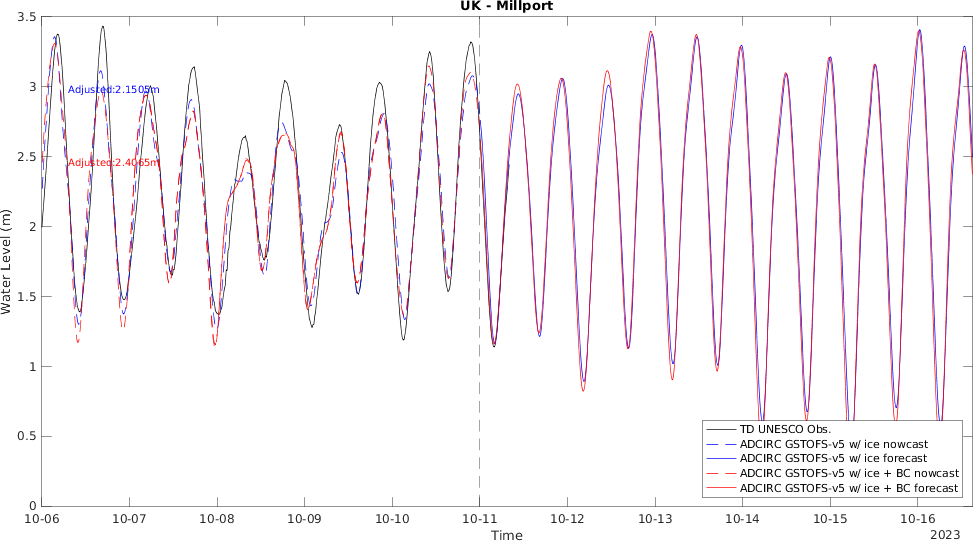 UK - Millport
Water Level (m)
3.5
3
2.5
2
1.5
1
0.5
0
Adjusted:2.1505m
Adjusted:2.4065m
TD UNESCO Obs.
ADCIRC GSTOFS-v5 w/ ice nowcast
ADCIRC GSTOFS-v5 w/ ice forecast
ADCIRC GSTOFS-v5 w/ ice + BC nowcast
ADCIRC GSTOFS-v5 w/ ice + BC forecast
10-06 10-07 10-08 10-09 10-10 10-11 10-12 10-13 10-14 10-15 10-16
Time
2023